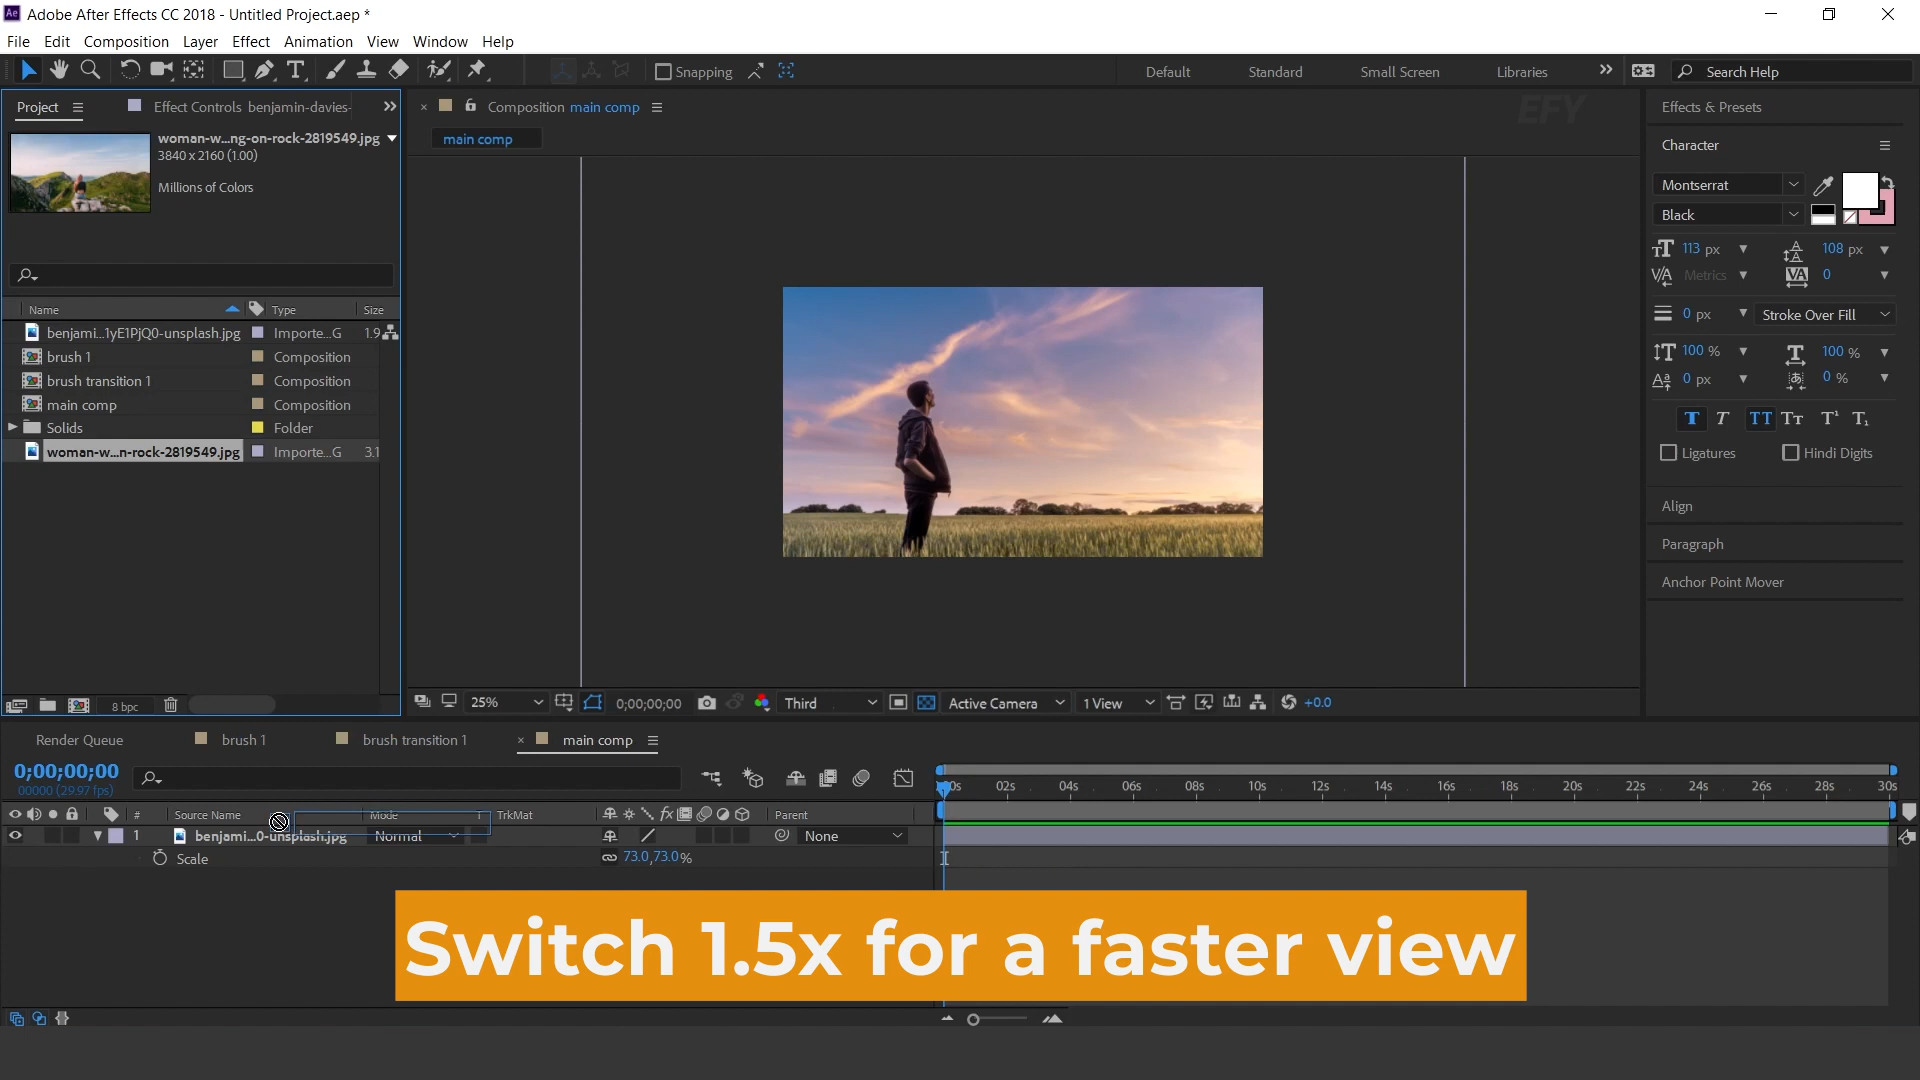 Adobe After Effects CC 2018 - Untitled Project.aep *
File Edit Composition Layer Effect Animation View Window Help
Snapping Default Standard Small Screen Libraries Search Help
Project Effect Controls benjamin-davies-
Composition main comp
EFY
main comp
woman-w...ng-on-rock-2819549.jpg
3840 x 2160 (1.00)
Millions of Colors
Name Type Size
benjami...1yE1PjQ0-unsplash.jpg Importe...G 1.9
brush 1 Composition
brush transition 1 Composition
main comp Composition
Solids Folder
woman-w...n-rock-2819549.jpg Importe...G 3.1
8 bpc
25% 0;00;00;00 Third Active Camera 1 View +0.0
Effects & Presets
Character
Montserrat
Black
113 px 108 px
Metrics 0
0 px Stroke Over Fill
100 % 100 %
0 px 0 %
Ligatures Hindi Digits
Align
Paragraph
Anchor Point Mover
Render Queue brush 1 brush transition 1 main comp
0;00;00;00
00000 (29.97 fps)
0s 02s 04s 06s 08s 10s 12s 14s 16s 18s 20s 22s 24s 26s 28s 30s
# Source Name Mode T TrkMat Parent
1 benjami...0-unsplash.jpg Normal None
Scale 73.0,73.0%
Switch 1.5x for a faster view